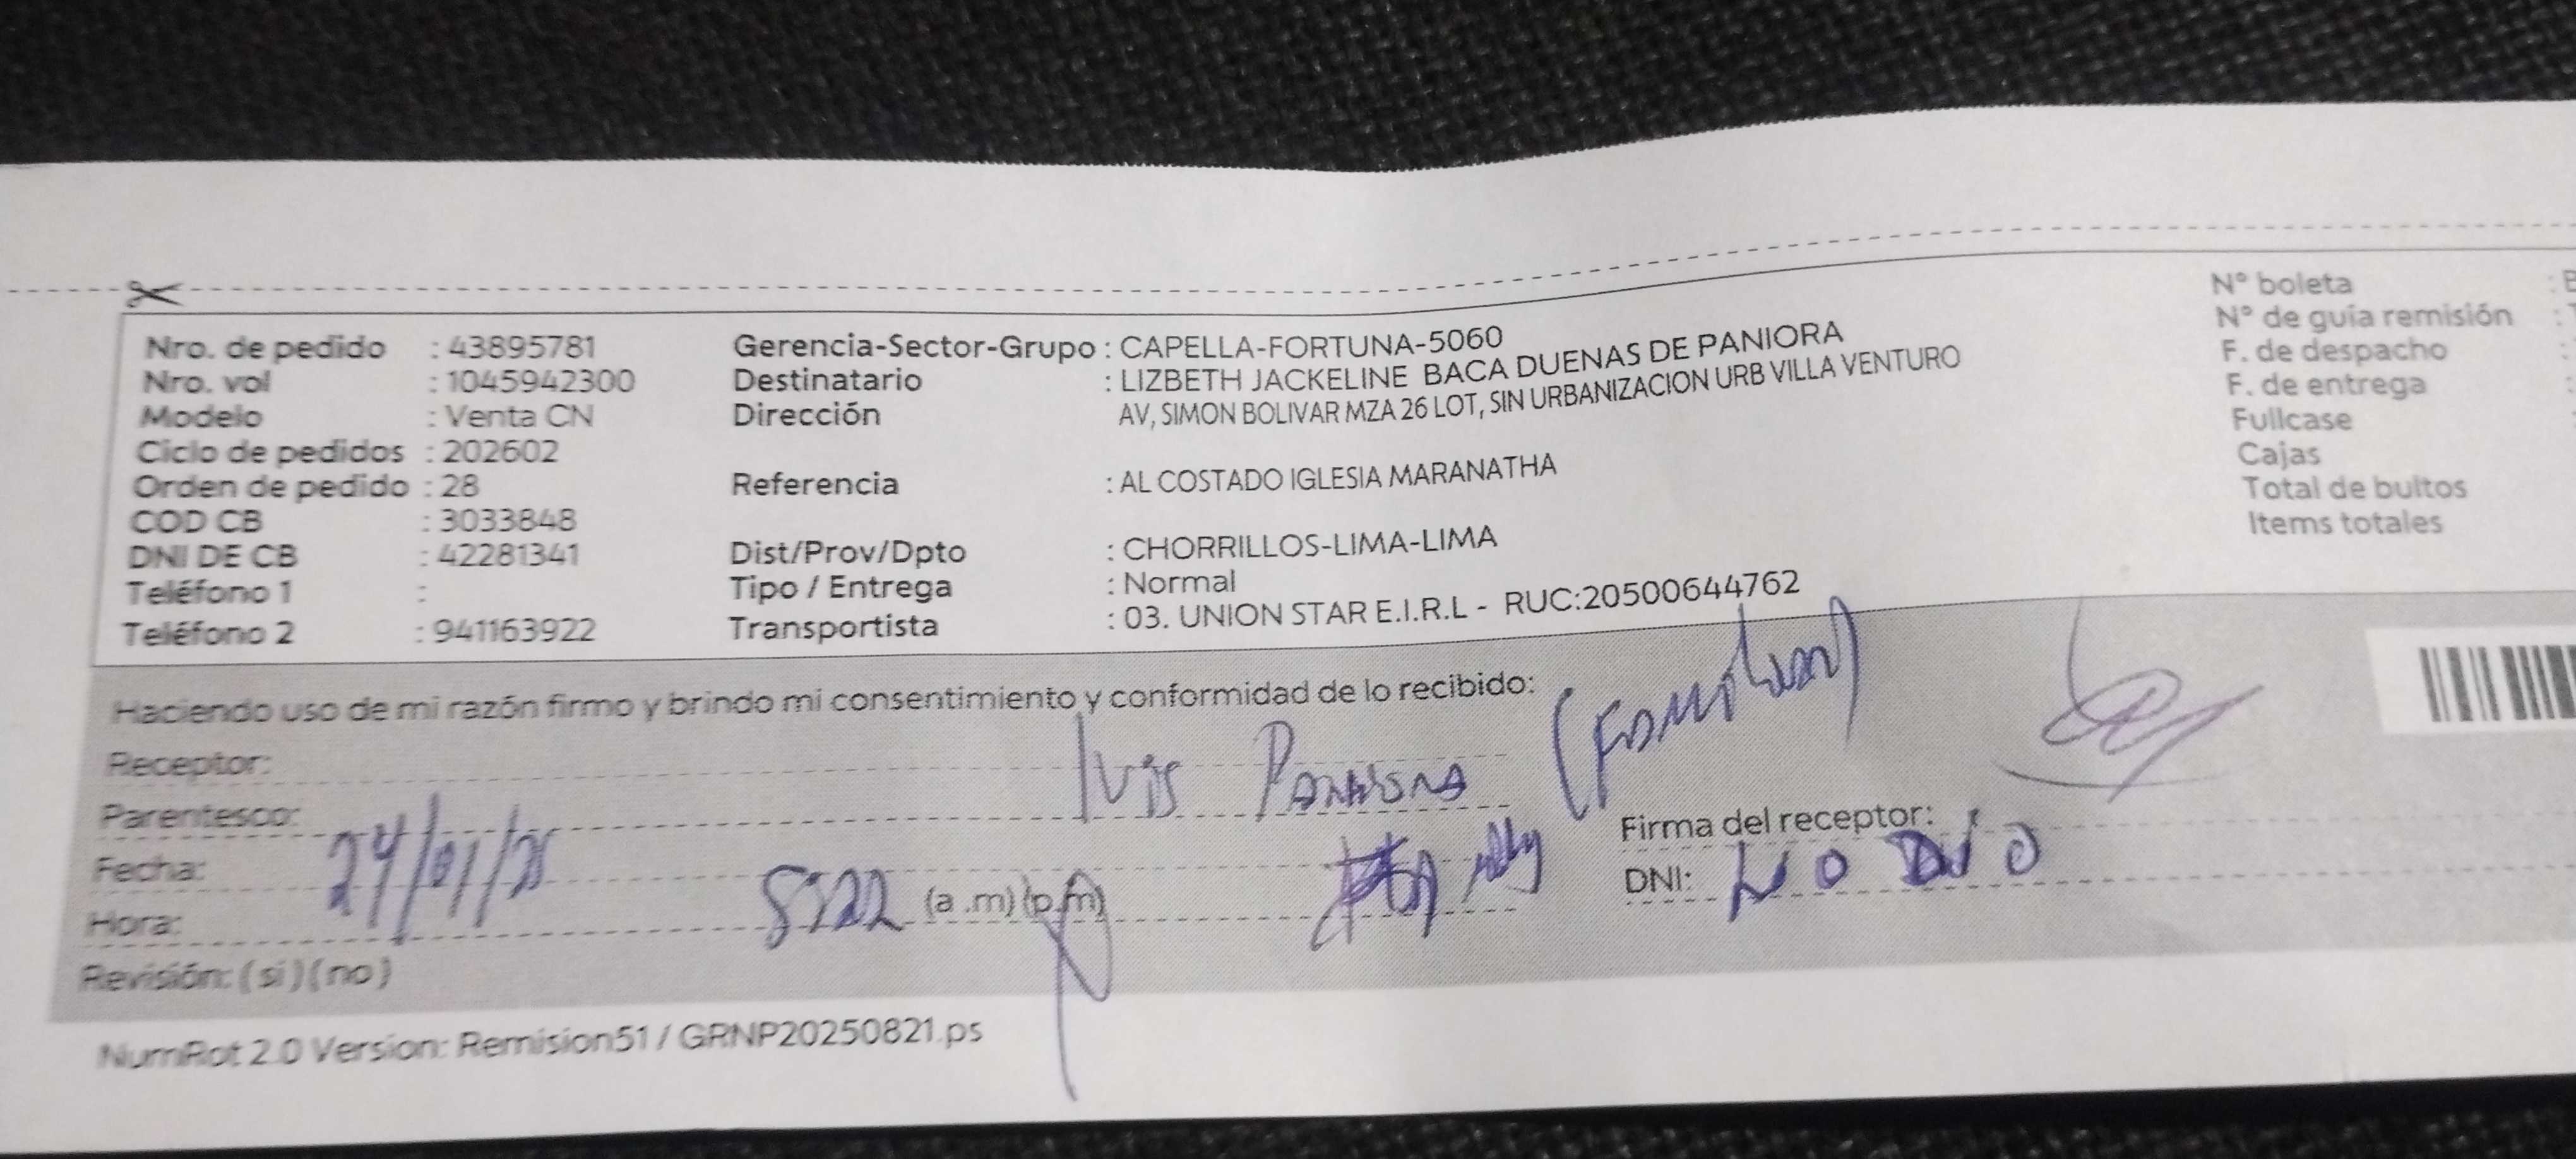 Nro. de pedido : 43895781
Nro. vol : 1045942300
Modelo : Venta CN
Ciclo de pedidos : 202602
Orden de pedido : 28
COD CB : 3033848
DNI DE CB : 42281341
Teléfono 1 :
Teléfono 2 : 941163922
Gerencia-Sector-Grupo : CAPELLA-FORTUNA-5060
Destinatario : LIZBETH JACKELINE BACA DUENAS DE PANIORA
Dirección AV, SIMON BOLIVAR MZA 26 LOT, SIN URBANIZACION URB VILLA VENTURO
Referencia : AL COSTADO IGLESIA MARANATHA
Dist/Prov/Dpto : CHORRILLOS-LIMA-LIMA
Tipo / Entrega : Normal
Transportista : 03. UNION STAR E.I.R.L - RUC:20500644762
N° boleta :
N° de guía remisión :
F. de despacho :
F. de entrega :
Fullcase
Cajas
Total de bultos
Items totales
Haciendo uso de mi razón firmo y brindo mi consentimiento y conformidad de lo recibido:
Receptor:
Parentesco:
Fecha: 24/01/
Hora: (a .m)(p.m)
Revisión: (si)(no)
Firma del receptor:
DNI: NO DIO
NumRot 2.0 Version: Remision51 / GRNP20250821.ps